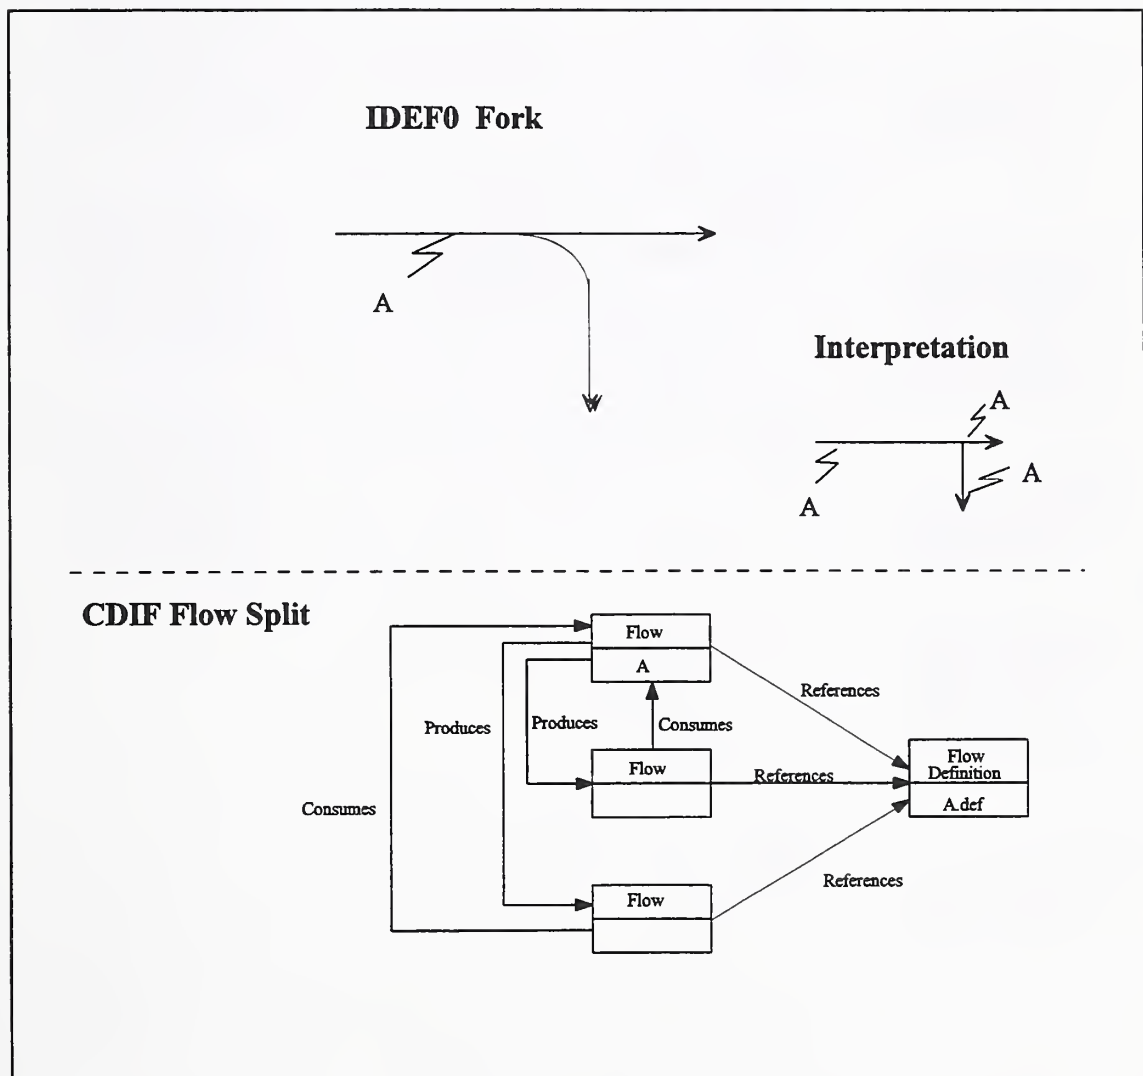 IDEF0 Fork
A
Interpretation
A
A
A
CDIF Flow Split
Flow
A
References
Produces
Produces
Consumes
Flow
References
Flow
Definition
A.def
Consumes
Flow
References